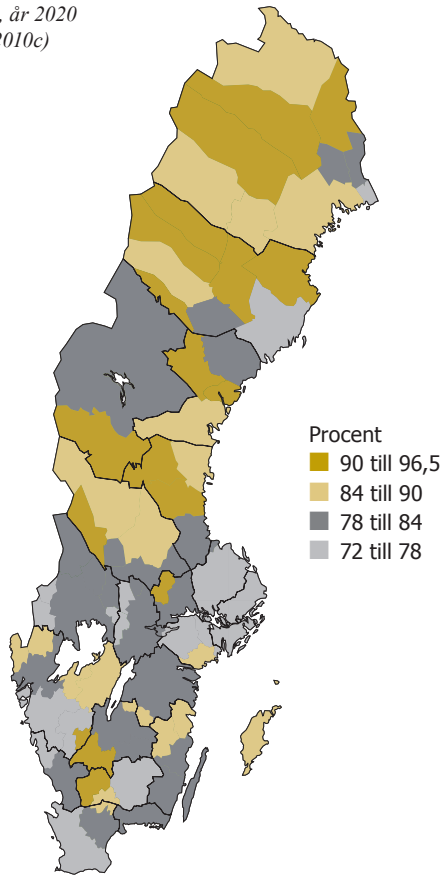 , år 2020
2010c)
Procent
90 till 96,5
84 till 90
78 till 84
72 till 78